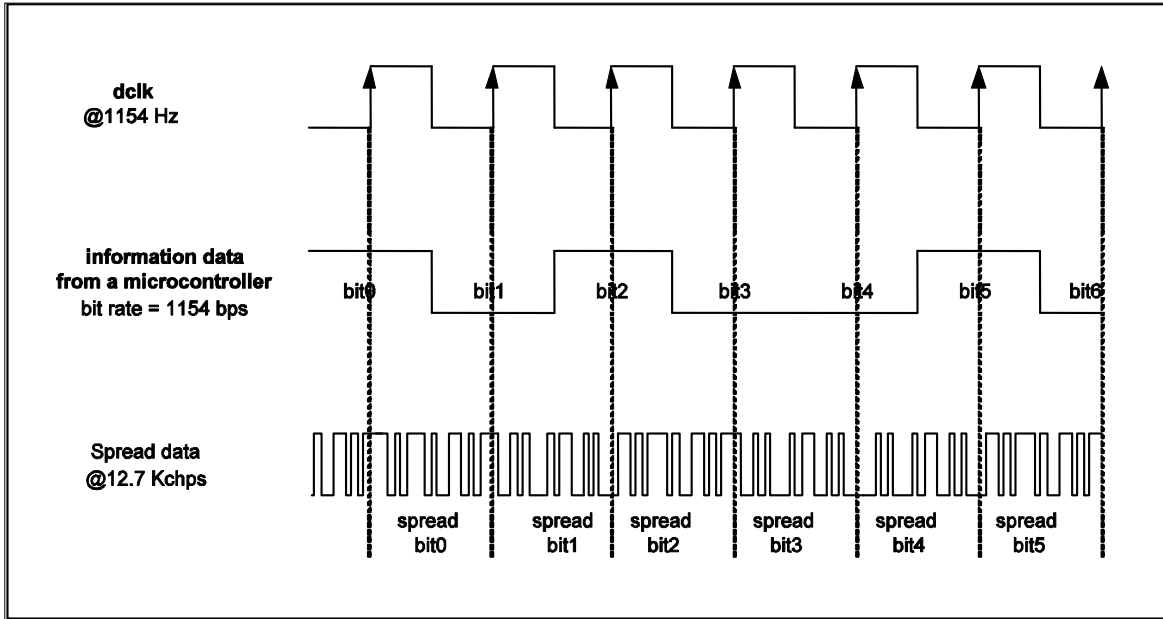 dclk
@1154 Hz
information data
from a microcontroller
bit rate = 1154 bps
bit0 bit1 bit2 bit3 bit4 bit5 bit6
Spread data
@12.7 Kchps
spread bit0
spread bit1
spread bit2
spread bit3
spread bit4
spread bit5